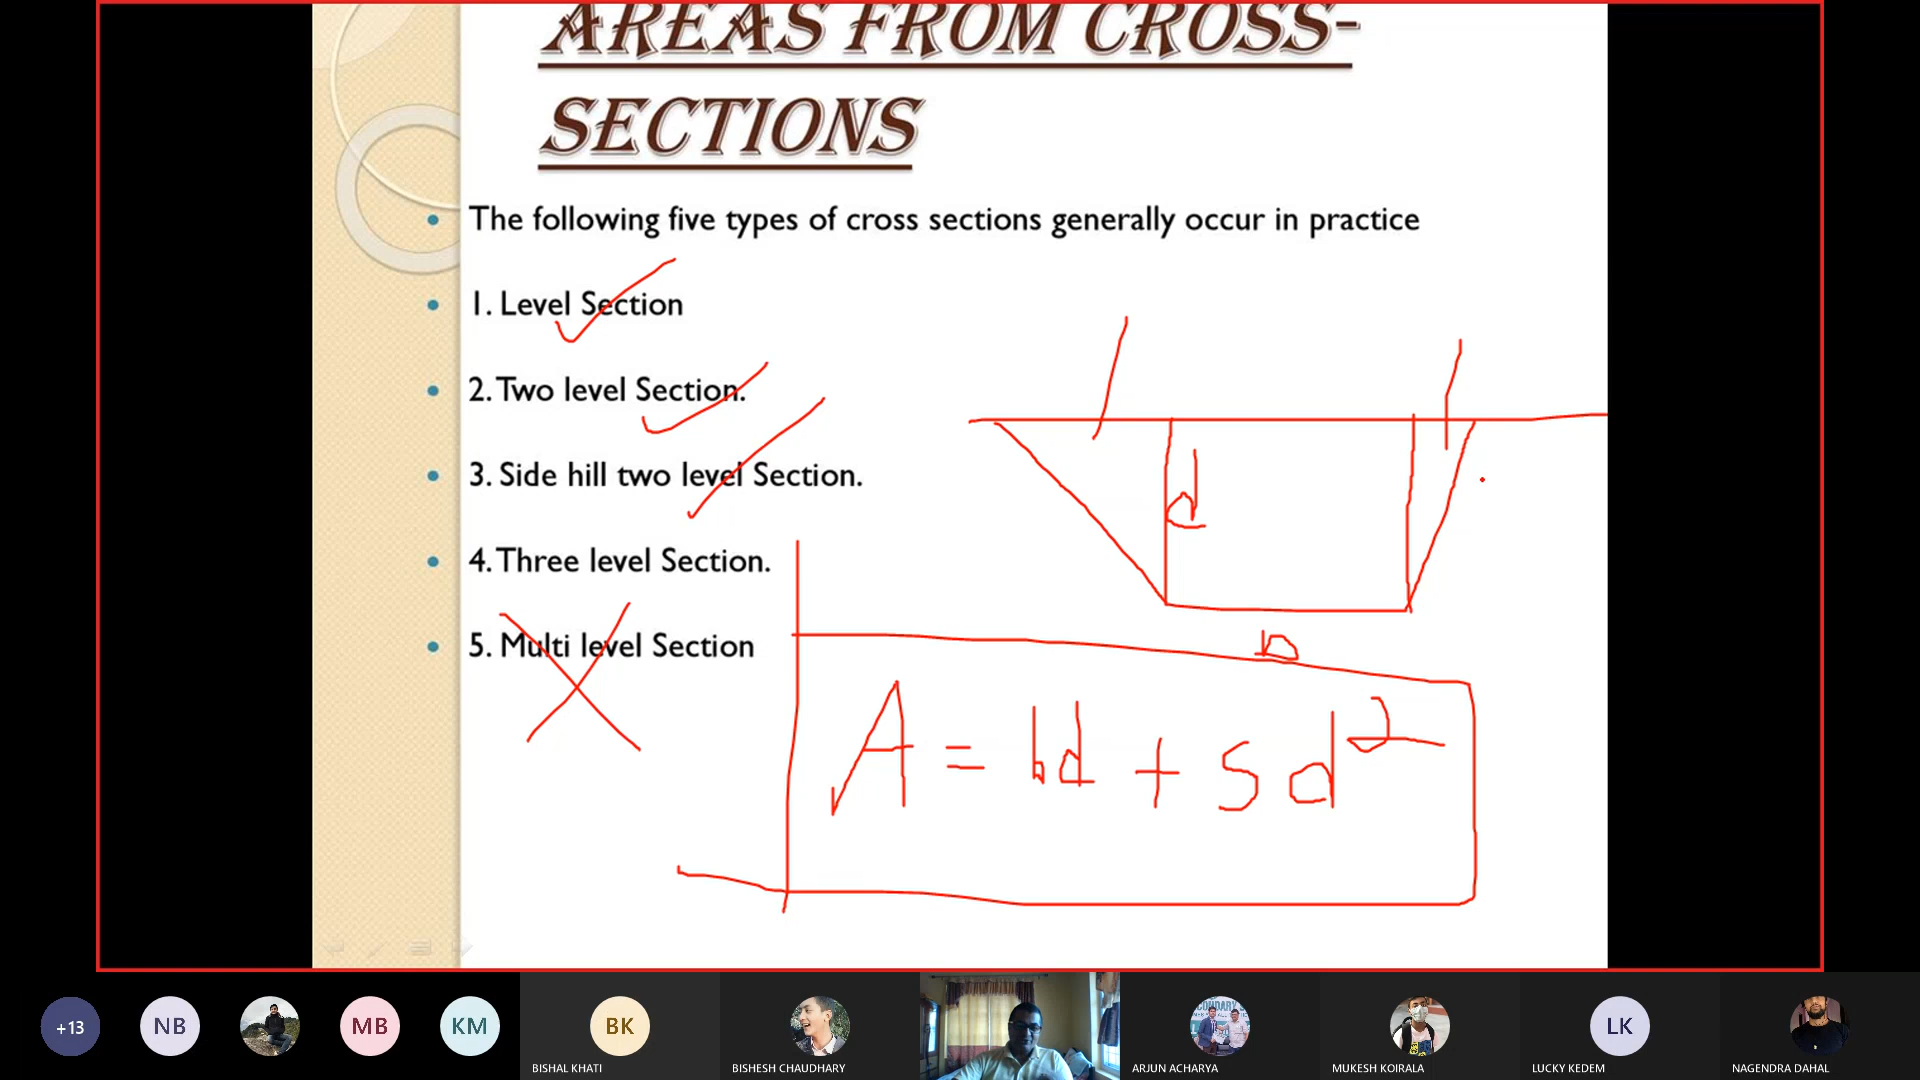 AREAS FROM CROSS-
SECTIONS
The following five types of cross sections generally occur in practice
1. Level Section
2. Two level Section.
3. Side hill two level Section.
4. Three level Section.
5. Multi level Section
d
b
A = bd + sd²
+13
NB
MB
KM
BK
LK
BISHAL KHATI
BISHESH CHAUDHARY
ARJUN ACHARYA
MUKESH KOIRALA
LUCKY KEDEM
NAGENDRA DAHAL